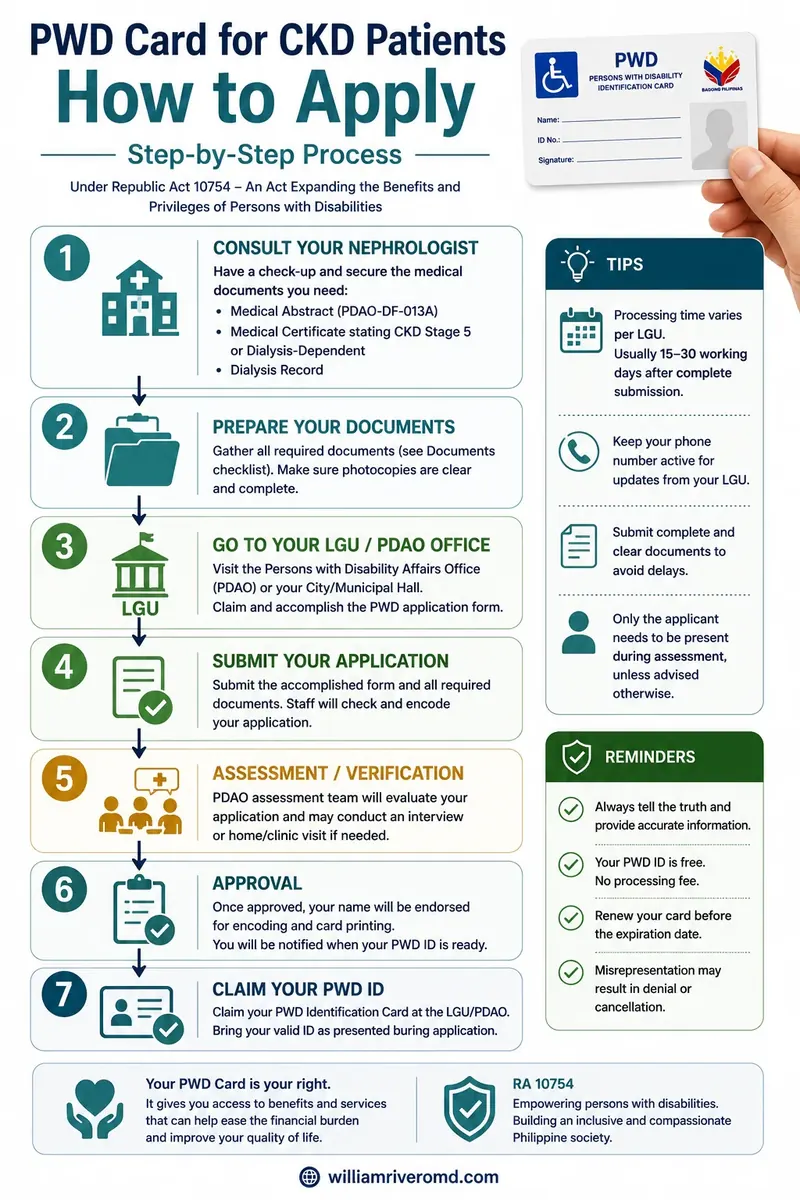 PWD Card for CKD Patients
How to Apply
Step-by-Step Process
Under Republic Act 10754 – An Act Expanding the Benefits and
Privileges of Persons with Disabilities
PWD
PERSONS WITH DISABILITY
IDENTIFICATION CARD
BAGONG PILIPINAS
Name:
ID No.:
Signature:
1
CONSULT YOUR NEPHROLOGIST
Have a check-up and secure the medical
documents you need:
• Medical Abstract (PDAO-DF-013A)
• Medical Certificate stating CKD Stage 5
or Dialysis-Dependent
• Dialysis Record
2
PREPARE YOUR DOCUMENTS
Gather all required documents (see Documents
checklist). Make sure photocopies are clear
and complete.
3
LGU
GO TO YOUR LGU / PDAO OFFICE
Visit the Persons with Disability Affairs Office
(PDAO) or your City/Municipal Hall.
Claim and accomplish the PWD application form.
4
SUBMIT YOUR APPLICATION
Submit the accomplished form and all required
documents. Staff will check and encode
your application.
5
ASSESSMENT / VERIFICATION
PDAO assessment team will evaluate your
application and may conduct an interview
or home/clinic visit if needed.
6
APPROVAL
Once approved, your name will be endorsed
for encoding and card printing.
You will be notified when your PWD ID is ready.
7
CLAIM YOUR PWD ID
Claim your PWD Identification Card at the LGU/PDAO.
Bring your valid ID as presented buring application.
TIPS
Processing time varies
per LGU.
Usually 15–30 working
days after complete
submission.
Keep your phone
number active for
updates from your LGU.
Submit complete and
clear documents to
avoid delays.
Only the applicant
needs to be present
during assessment,
unless advised
otherwise.
REMINDERS
Always tell the truth and
provide accurate information.
Your PWD ID is free.
No processing fee.
Renew your card before
the expiration date.
Misrepresentation may
result in denial or
cancellation.
Your PWD Card is your right.
It gives you access to benefits and services
that can help ease the financial burden
and improve your quality of life.
RA 10754
Empowering persons with disabilities.
Building an inclusive and compassionate
Philippine society.
williamriveromd.com